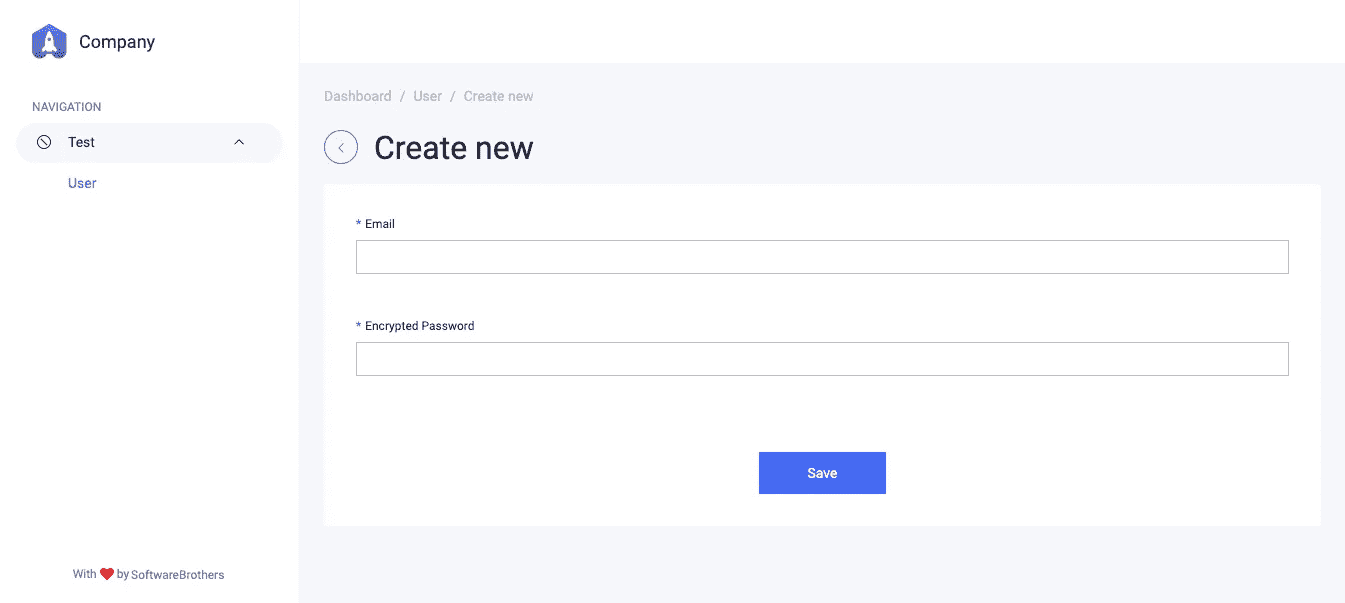 Company
NAVIGATION
Test
User
With ❤ by SoftwareBrothers
Dashboard / User / Create new
Create new
* Email
* Encrypted Password
Save